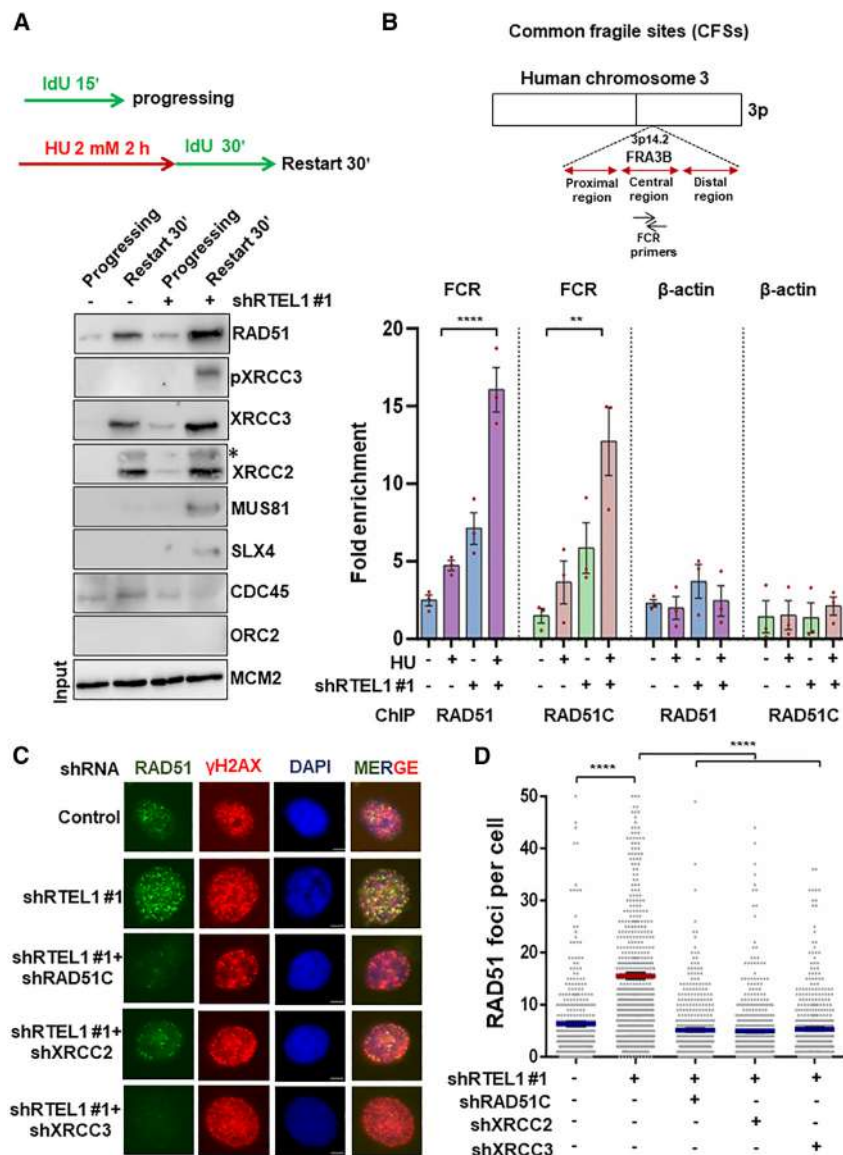 A
IdU 15'
progressing
HU 2 mM 2 h
IdU 30'
Restart 30'
Progressing
Restart 30'
Progressing
Restart 30'
- - + + shRTEL1 #1
RAD51
pXRCC3
XRCC3
*
XRCC2
MUS81
SLX4
CDC45
ORC2
Input
MCM2
B
Common fragile sites (CFSs)
Human chromosome 3
3p
3p14.2
FRA3B
Proximal region
Central region
Distal region
FCR primers
FCR FCR β-actin β-actin
**** **
Fold enrichment
20
15
10
5
0
HU - + - + - + - + - + - + - + - +
shRTEL1 #1 - - + + - - + + - - + + - - + +
ChIP RAD51 RAD51C RAD51 RAD51C
C
shRNA RAD51 γH2AX DAPI MERGE
Control
shRTEL1 #1
shRTEL1 #1+
shRAD51C
shRTEL1 #1+
shXRCC2
shRTEL1 #1+
shXRCC3
D
****
****
RAD51 foci per cell
50
40
30
20
10
0
shRTEL1 #1 - + + + +
shRAD51C - - + - -
shXRCC2 - - - + -
shXRCC3 - - - - +